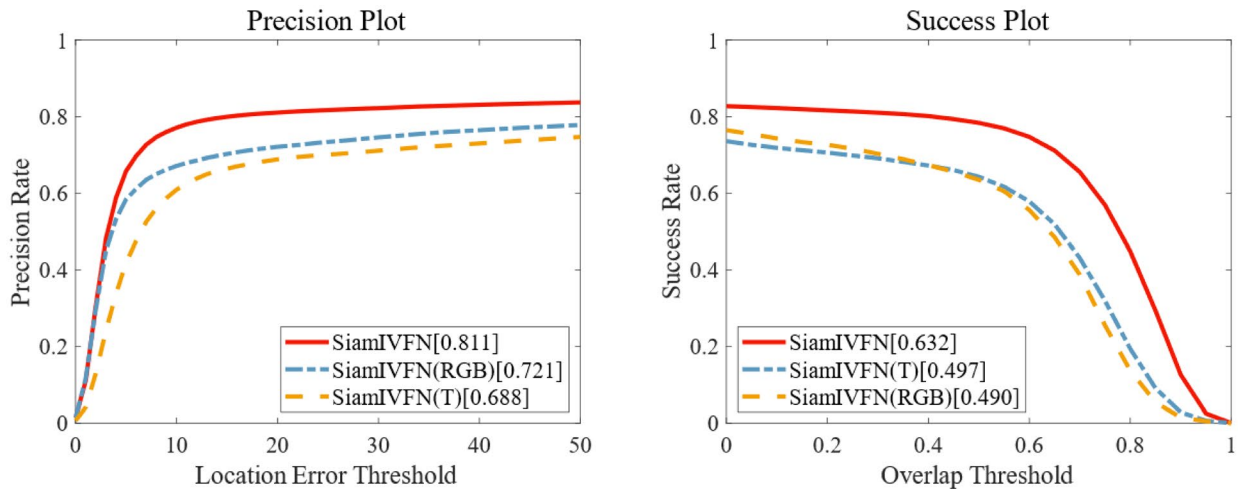 Precision Plot
1
0.8
0.6
0.4
0.2
0
Precision Rate
0 10 20 30 40 50
Location Error Threshold
SiamIVFN[0.811]
SiamIVFN(RGB)[0.721]
SiamIVFN(T)[0.688]
Success Plot
1
0.8
0.6
0.4
0.2
0
Success Rate
0 0.2 0.4 0.6 0.8 1
Overlap Threshold
SiamIVFN[0.632]
SiamIVFN(T)[0.497]
SiamIVFN(RGB)[0.490]